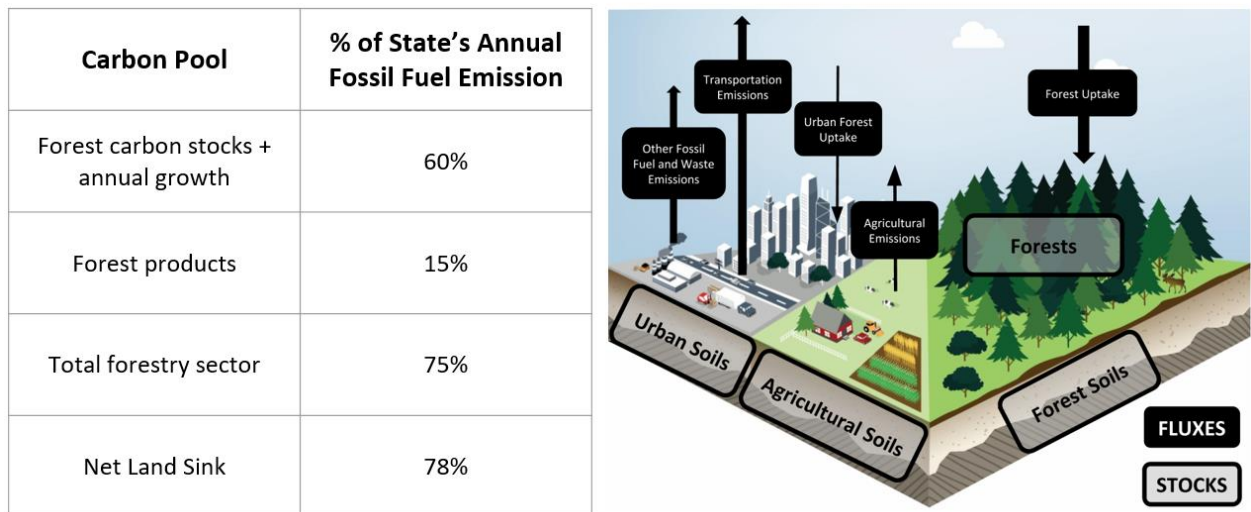 Carbon Pool
% of State's Annual
Fossil Fuel Emission
Forest carbon stocks +
annual growth
60%
Forest products
15%
Total forestry sector
75%
Net Land Sink
78%
Transportation
Emissions
Other Fossil
Fuel and Waste
Emissions
Urban Forest
Uptake
Agricultural
Emissions
Forest Uptake
Forests
Urban Soils
Agricultural Soils
Forest Soils
FLUXES
STOCKS